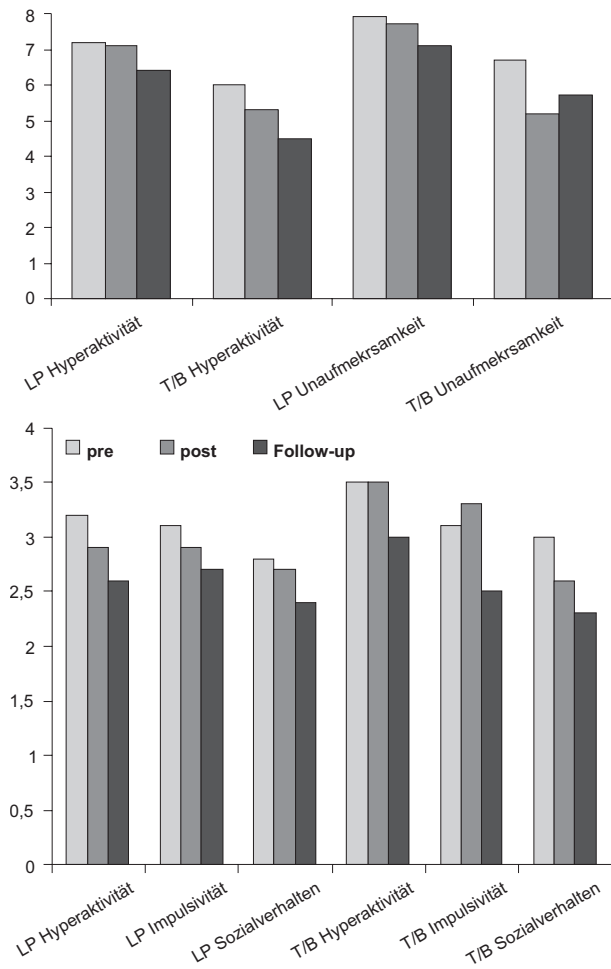 8
7
6
5
4
3
2
1
0
LP Hyperaktivität
T/B Hyperaktivität
LP Unaufmekrsamkeit
T/B Unaufmekrsamkeit
4
pre post Follow-up
3,5
3
2,5
2
1,5
1
0,5
0
LP Hyperaktivität
LP Impulsivität
LP Sozialverhalten
T/B Hyperaktivität
T/B Impulsivität
T/B Sozialverhalten